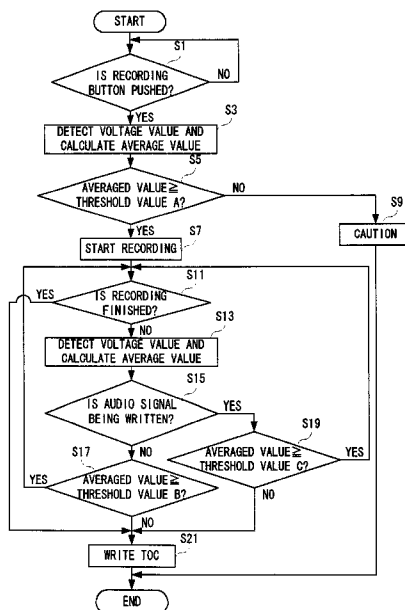 START
S1
IS RECORDING
BUTTON PUSHED?
NO
YES
S3
DETECT VOLTAGE VALUE AND
CALCULATE AVERAGE VALUE
S5
AVERAGED VALUE≧
THRESHOLD VALUE A?
NO
YES
S9
CAUTION
S7
START RECORDING
S11
YES
IS RECORDING
FINISHED?
NO
S13
DETECT VOLTAGE VALUE AND
CALCULATE AVERAGE VALUE
S15
IS AUDIO SIGNAL
BEING WRITTEN?
YES
NO
S19
AVERAGED VALUE≧
THRESHOLD VALUE C?
YES
NO
S17
YES
AVERAGED VALUE≧
THRESHOLD VALUE B?
NO
S21
WRITE TOC
END